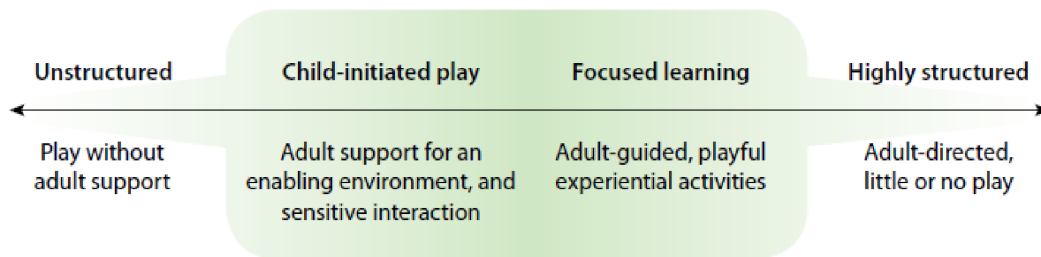 Unstructured
Child-initiated play
Focused learning
Highly structured
Play without
adult support
Adult support for an
enabling environment, and
sensitive interaction
Adult-guided, playful
experiential activities
Adult-directed,
little or no play